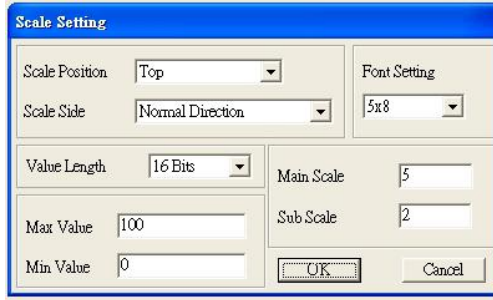 Scale Setting
Scale Position Top
Font Setting
Scale Side Normal Direction
5x8
Value Length 16 Bits
Main Scale 5
Sub Scale 2
Max Value 100
Min Value 0
OK Cancel